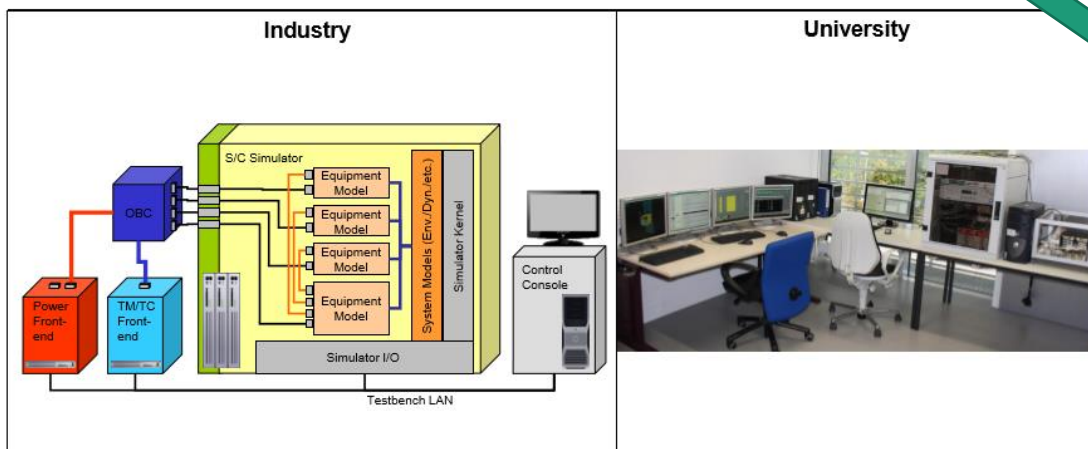 Industry
University
S/C Simulator
Equipment
Model
Equipment
Model
Equipment
Model
Equipment
Model
System Models (Env./Dyn./etc.)
Simulator Kernel
OBC
Power
Front-
end
TM/TC
Front-
end
Control
Console
Simulator I/O
Testbench LAN